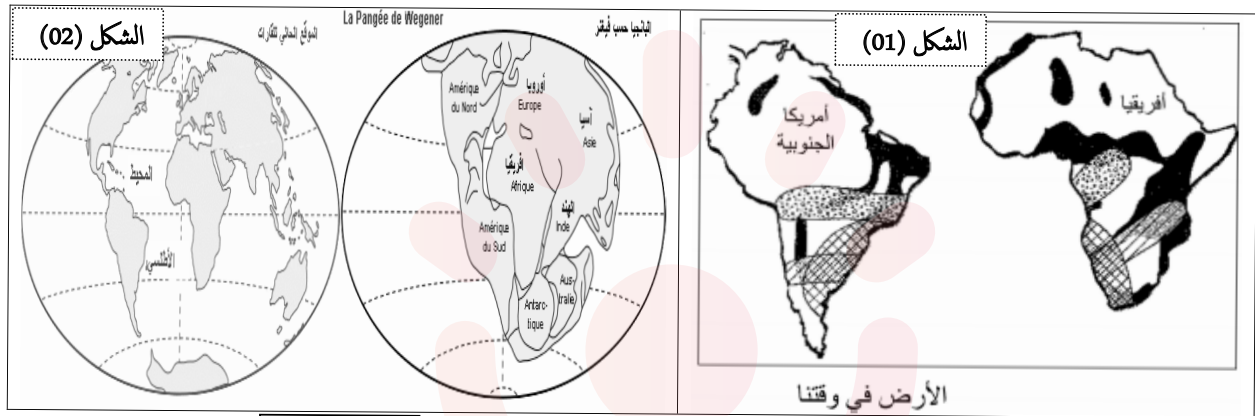 الشكل (01)
أمريكا
الجنوبية
أفريقيا
الأرض في وقتنا
الشكل (02)
La Pangée de Wegener
البانجيا حسب فيغنر
Amérique
du Nord
أوروبا
Europe
آسيا
Asie
افريقيا
Afrique
الهند
Inde
Amérique
du Sud
Antarc-
tique
Aus-
tralie
الموقع الحالي للقارات
المحيط
الأطلسي